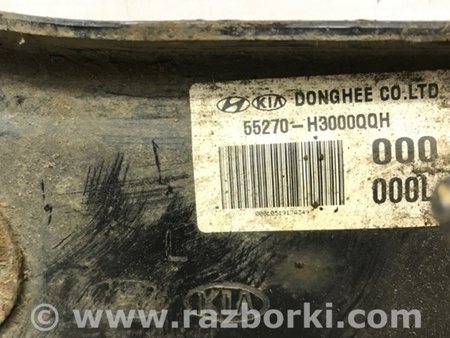 KIA DONGHEE CO.LTD
55270-H3000QQH
000
000L
L
KIA
www.razborki.com